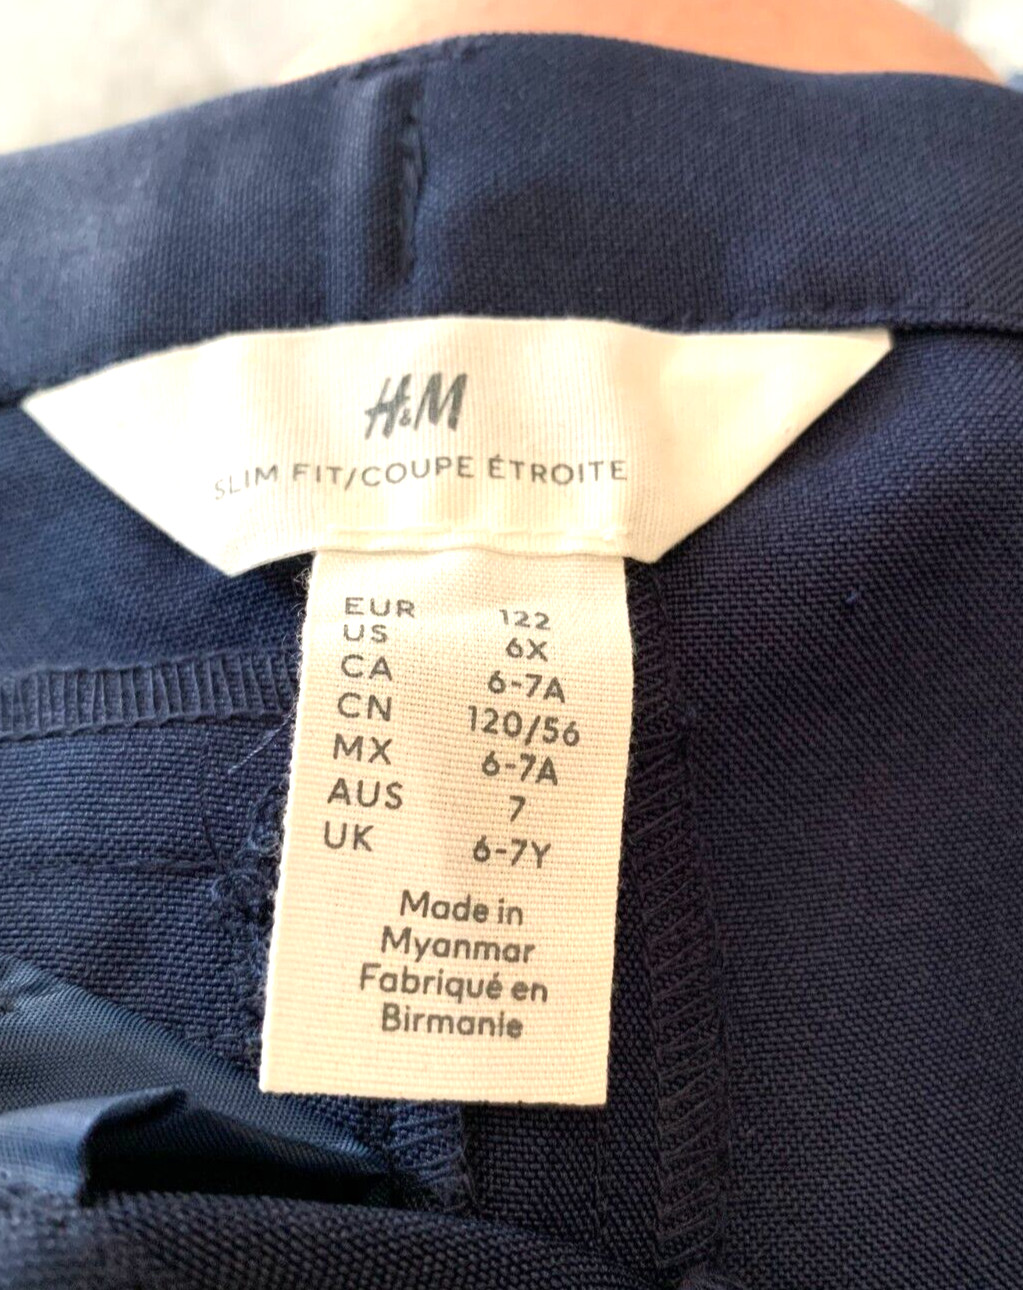 H&M
SLIM FIT/COUPE ÉTROITE
EUR 122
US 6X
CA 6-7A
CN 120/56
MX 6-7A
AUS 7
UK 6-7Y
Made in
Myanmar
Fabriqué en
Birmanie